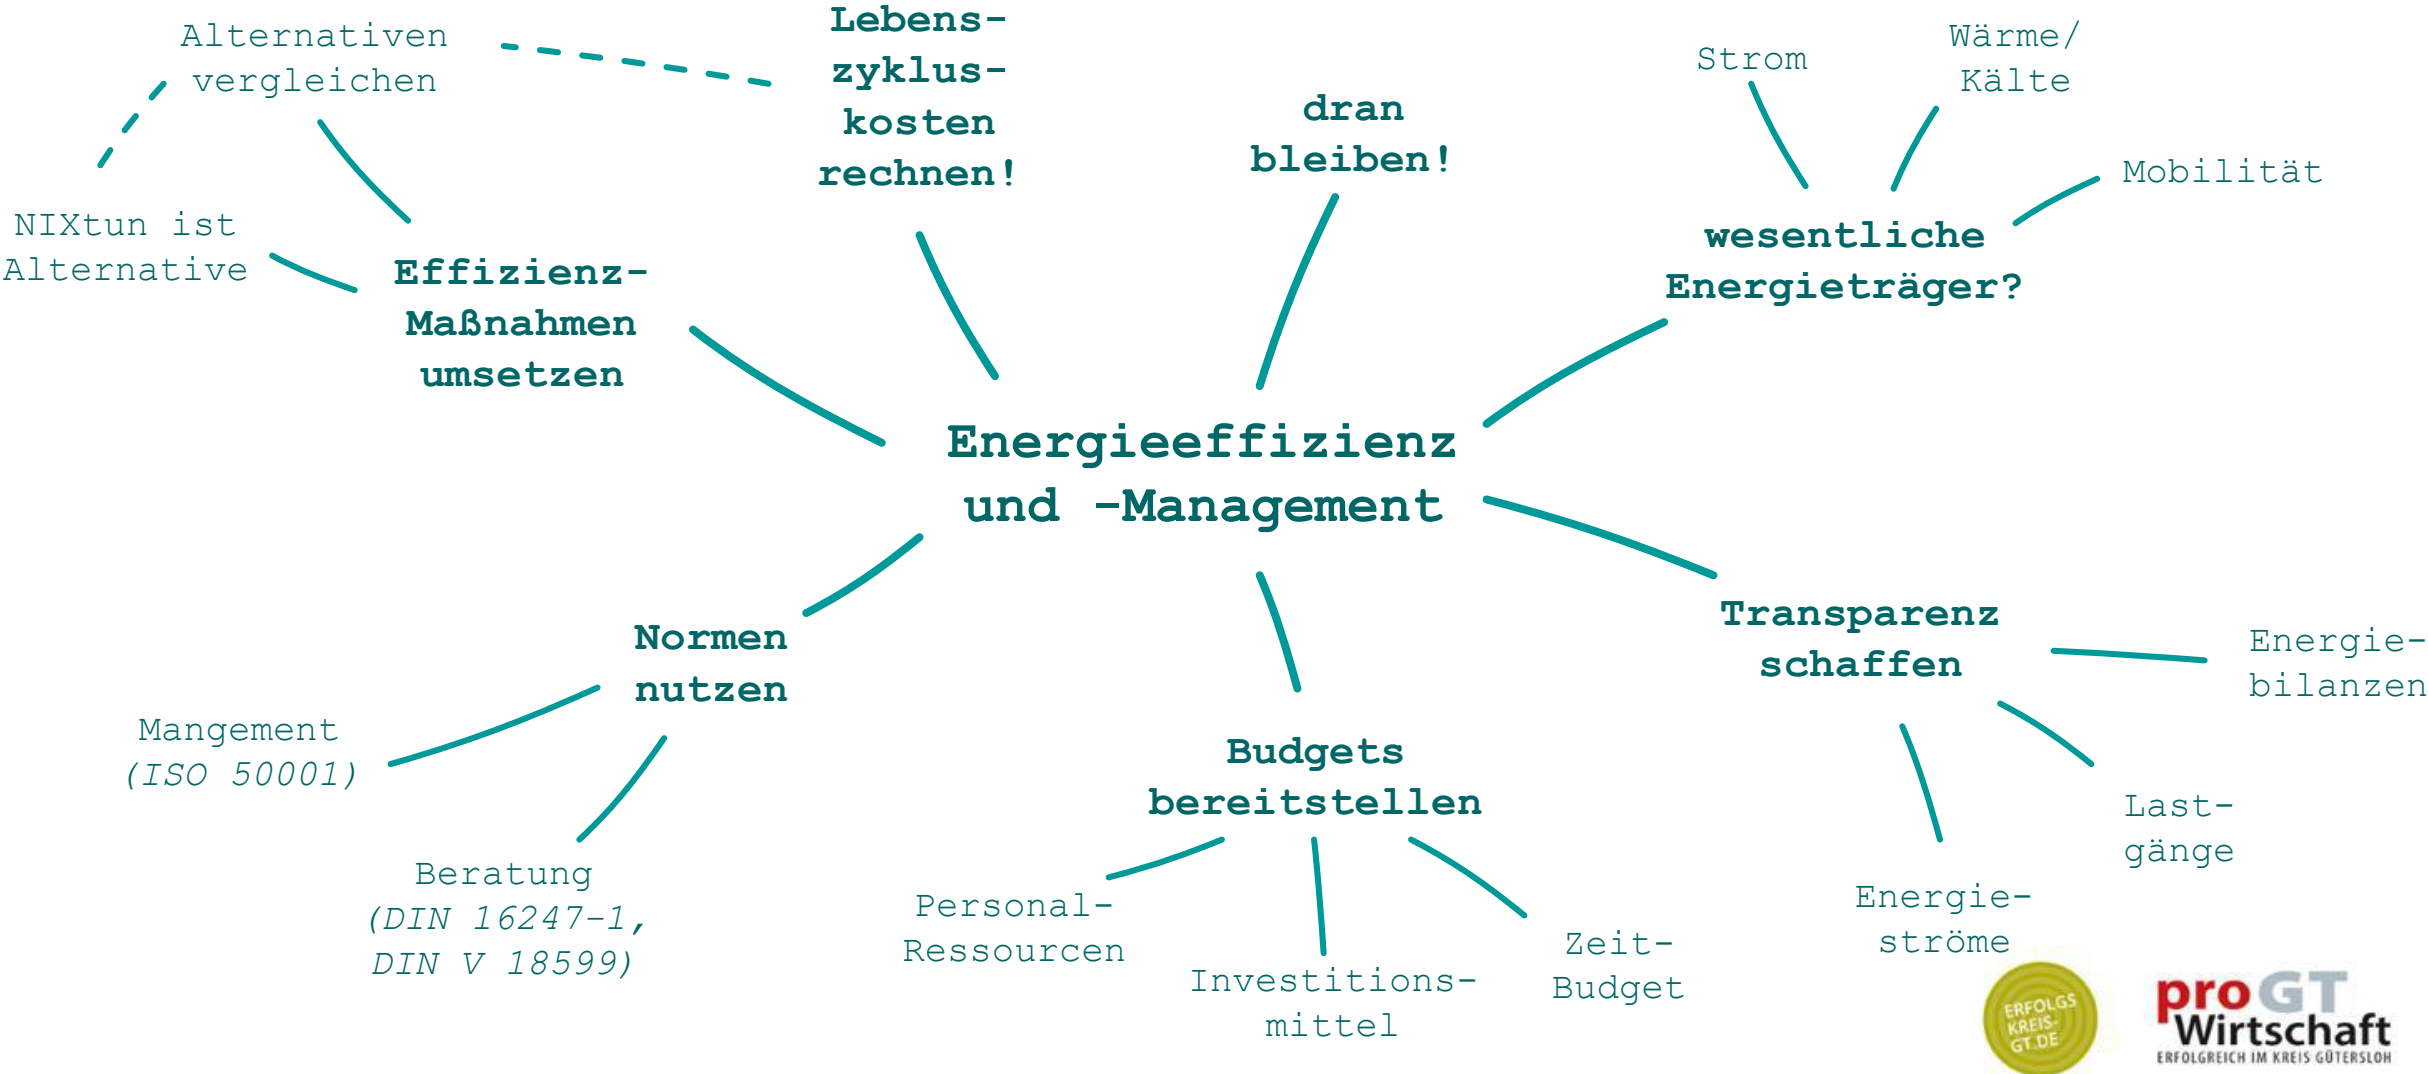 Alternativen
vergleichen
NIXtun ist
Alternative
Effizienz-
Maßnahmen
umsetzen
Lebens-
zyklus-
kosten
rechnen!
dran
bleiben!
Strom
Wärme/
Kälte
Mobilität
wesentliche
Energieträger?
Energieeffizienz
und -Management
Normen
nutzen
Mangement
(ISO 50001)
Beratung
(DIN 16247-1,
DIN V 18599)
Budgets
bereitstellen
Personal-
Ressourcen
Investitions-
mittel
Zeit-
Budget
Transparenz
schaffen
Energie-
bilanzen
Last-
gänge
Energie-
ströme
ERFOLGS
KREIS-
GT.DE
pro GT
Wirtschaft
ERFOLGREICH IM KREIS GÜTERSLOH